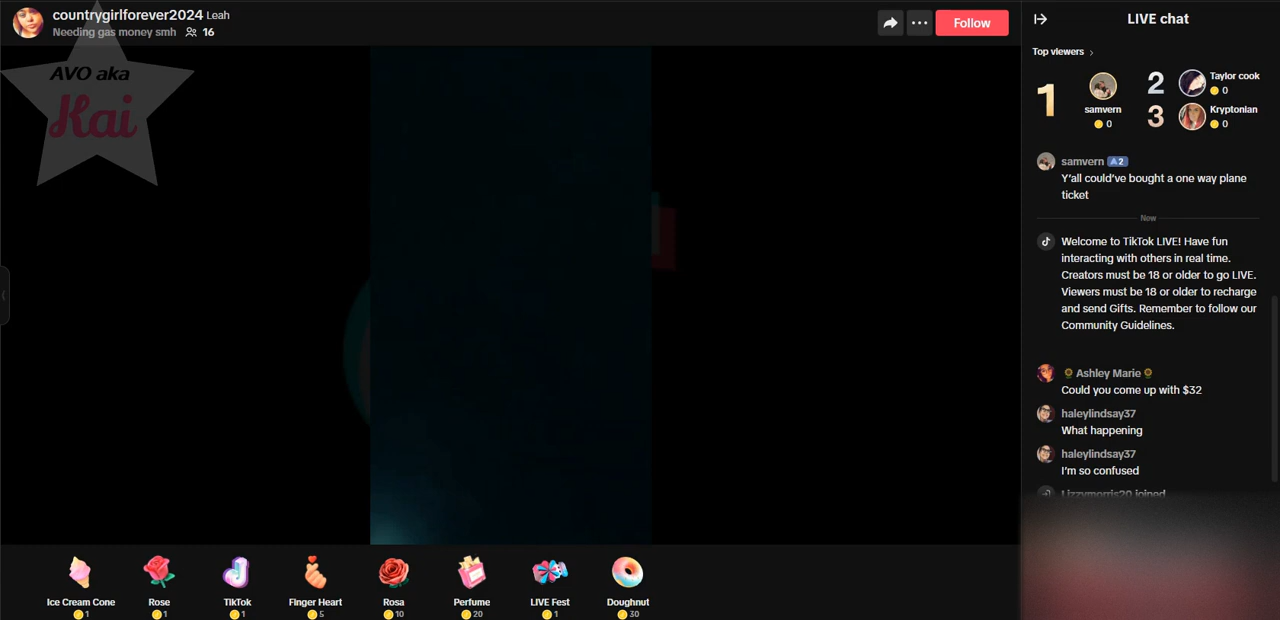 countrygirlforever2024 Leah
Needing gas money smh 16
Follow
AVO aka
Kai
LIVE chat
Top viewers
1
samvern
0
2
Taylor cook
0
3
Kryptonian
0
samvern 2
Y'all could've bought a one way plane
ticket
New
Welcome to TikTok LIVE! Have fun
interacting with others in real time.
Creators must be 18 or older to go LIVE.
Viewers must be 18 or older to recharge
and send Gifts. Remember to follow our
Community Guidelines.
🌻 Ashley Marie 🌻
Could you come up with $32
haleylindsay37
What happening
haleylindsay37
I'm so confused
Lizzymorris20 joined
Ice Cream Cone
1
Rose
1
TikTok
1
Finger Heart
5
Rosa
10
Perfume
20
LIVE Fest
1
Doughnut
30